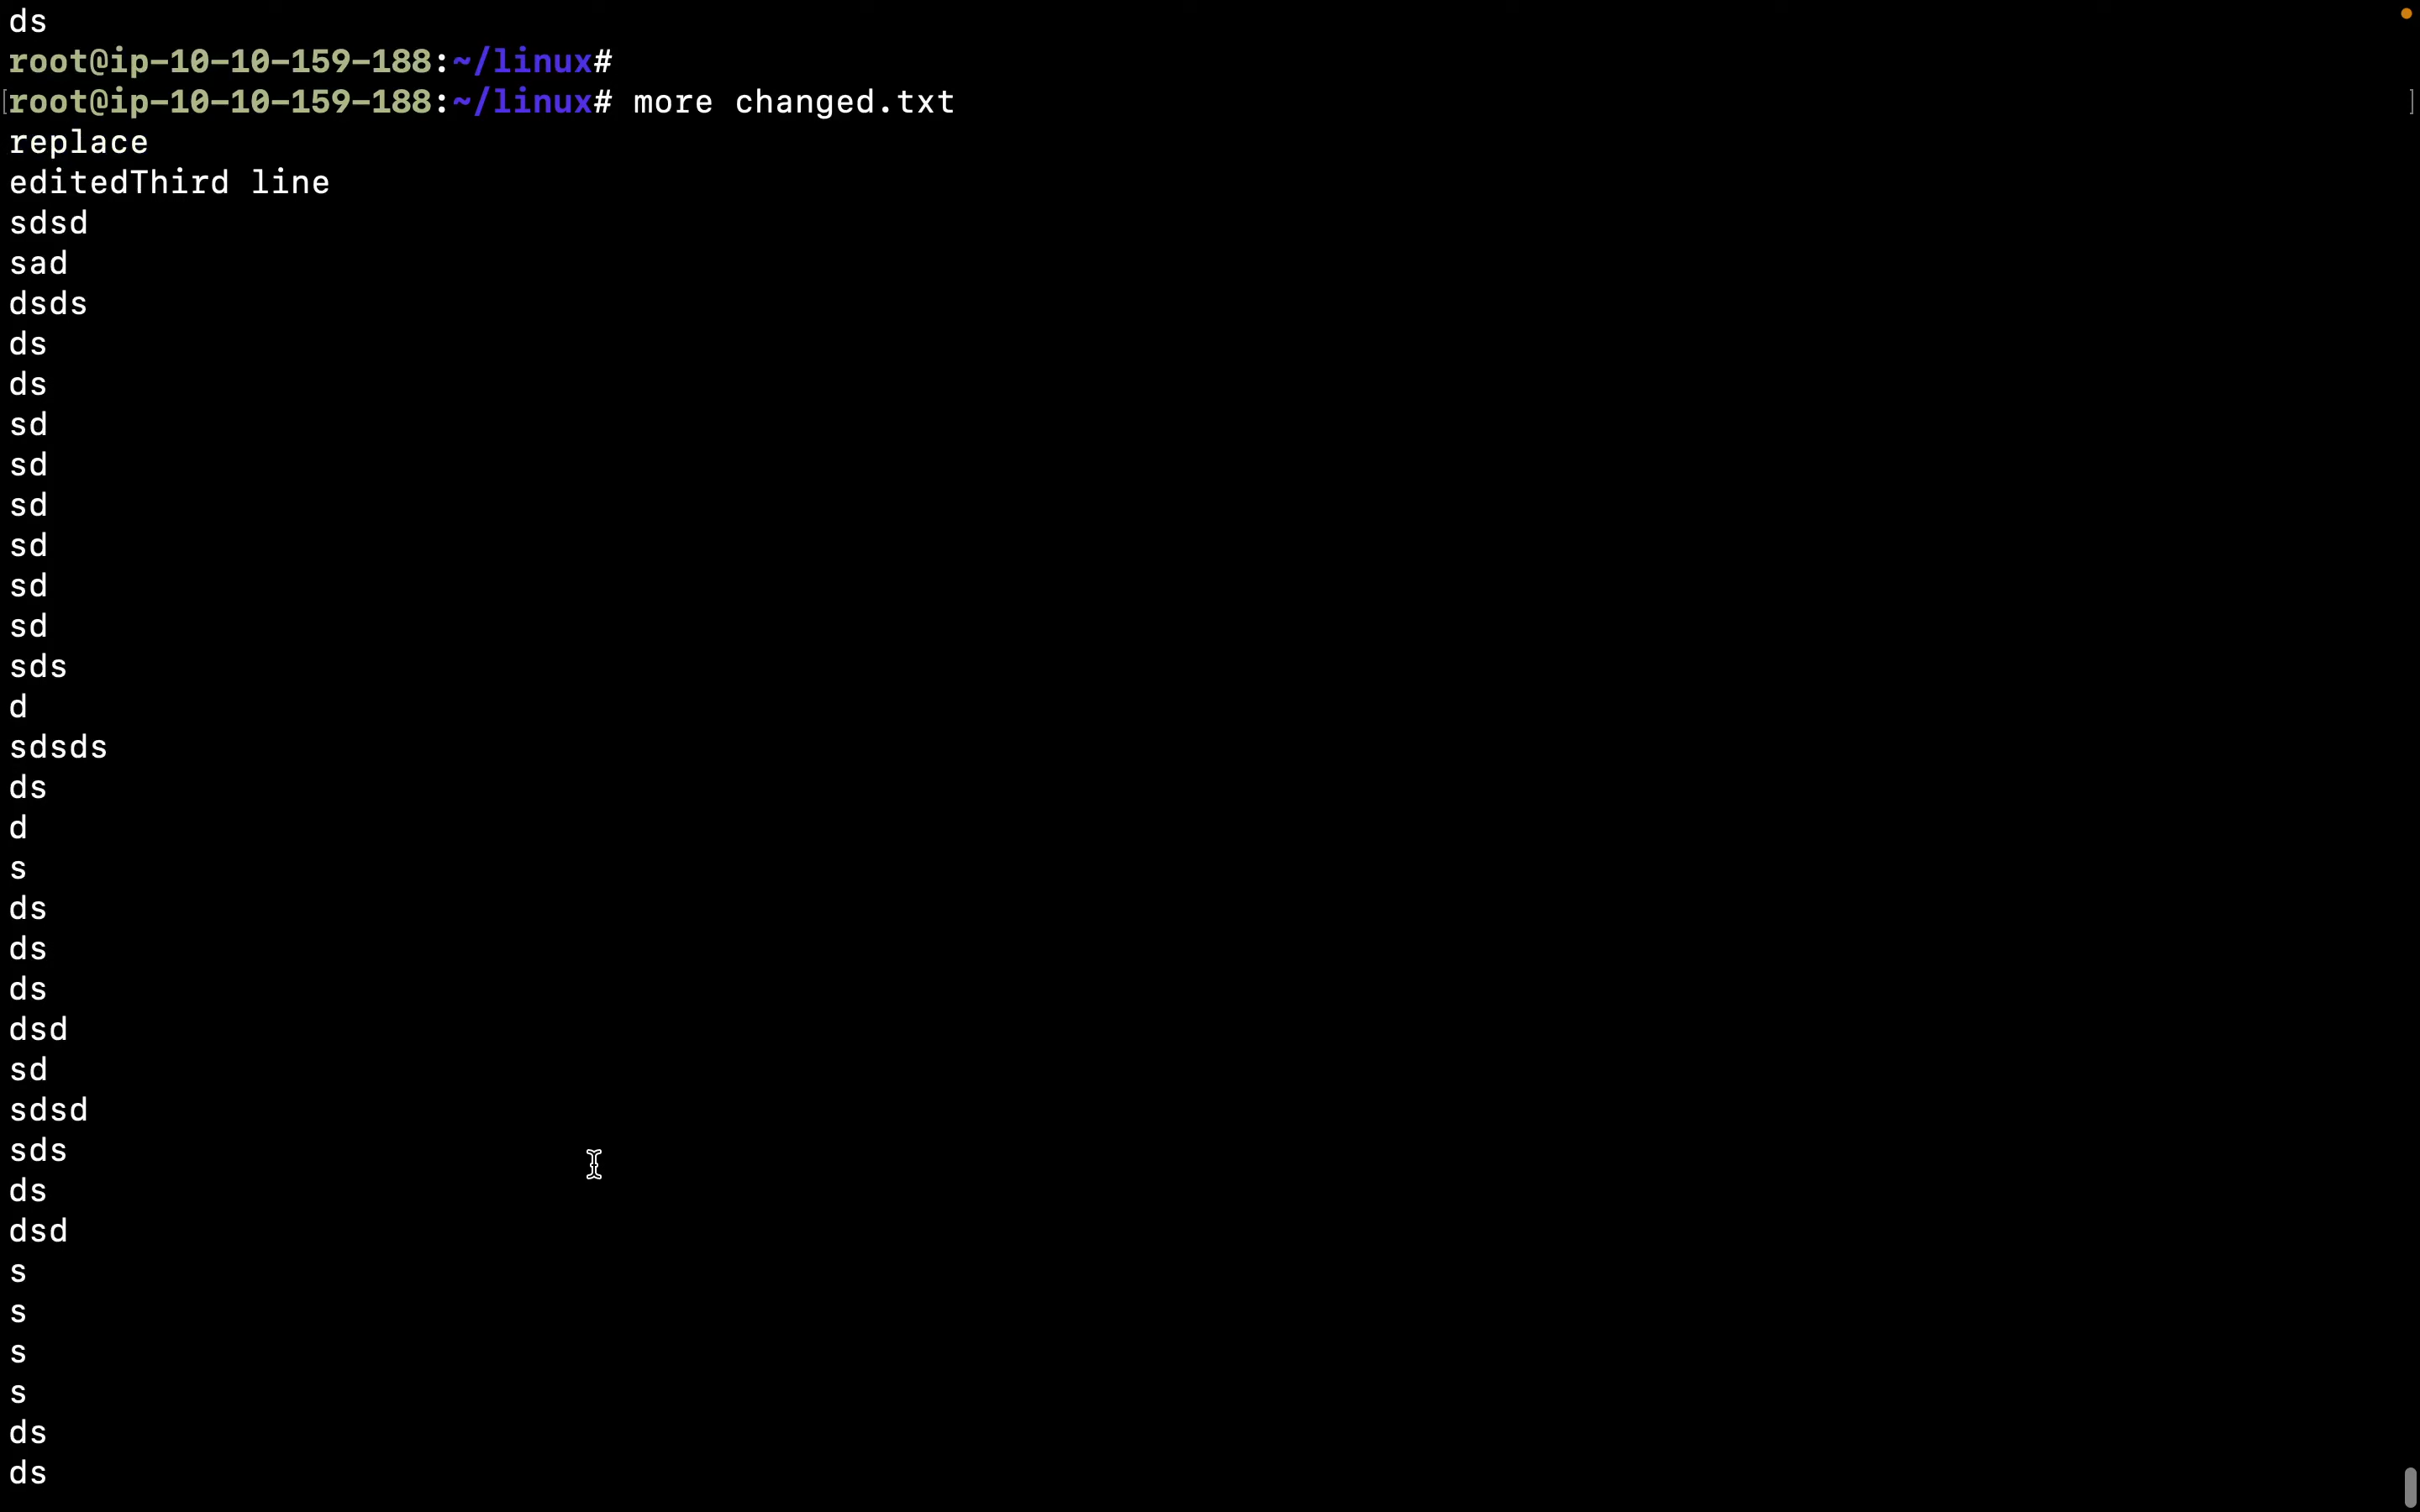 ds
root@ip-10-10-159-188:~/linux#
root@ip-10-10-159-188:~/linux# more changed.txt
replace
editedThird line
sdsd
sad
dsds
ds
ds
sd
sd
sd
sd
sd
sd
sds
d
sdsds
ds
d
s
ds
ds
ds
dsd
sd
sdsd
sds
ds
dsd
s
s
s
s
ds
ds